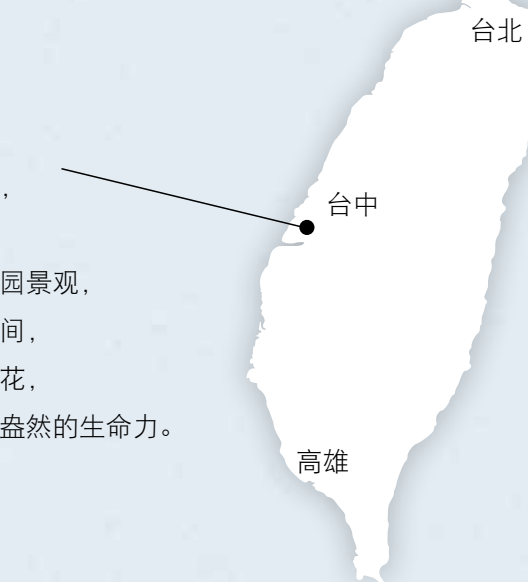 台北
，
台中
园景观，
间，
花，
盎然的生命力。
高雄